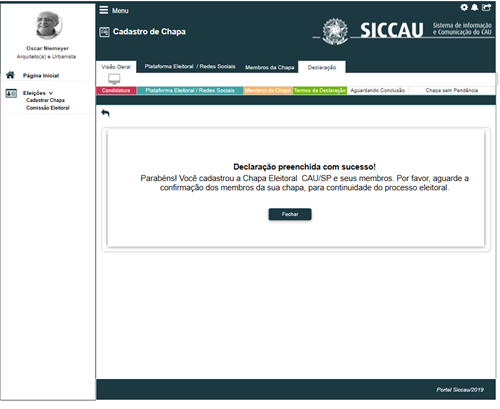 Menu
Cadastro de Chapa
SICCAU
Sistema de informação
e Comunicação do CAU
Oscar Niemeyer
Arquiteto(a) e Urbanista
Página Inicial
Eleições
Cadastrar Chapa
Comissão Eleitoral
Visão Geral
Plataforma Eleitoral / Redes Sociais
Membros da Chapa
Declaração
Candidatura
Plataforma Eleitoral / Redes Sociais
Membros da Chapa
Termos da Declaração
Aguardando Conclusão
Chapa sem Pendência
Declaração preenchida com sucesso!
Parabéns! Você cadastrou a Chapa Eleitoral CAU/SP e seus membros. Por favor, aguarde a
confirmação dos membros da sua chapa, para continuidade do processo eleitoral.
Fechar
Portal Siccau/2019